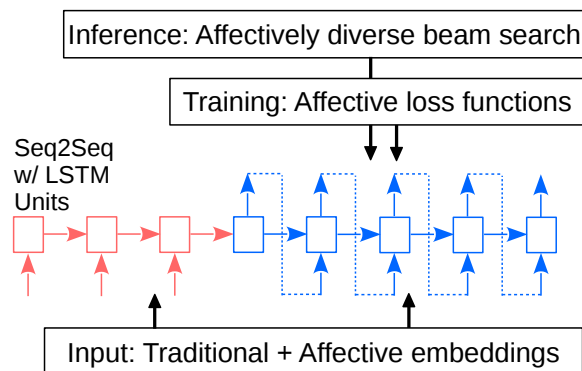 Inference: Affectively diverse beam search
Training: Affective loss functions
Seq2Seq
w/ LSTM
Units
Input: Traditional + Affective embeddings